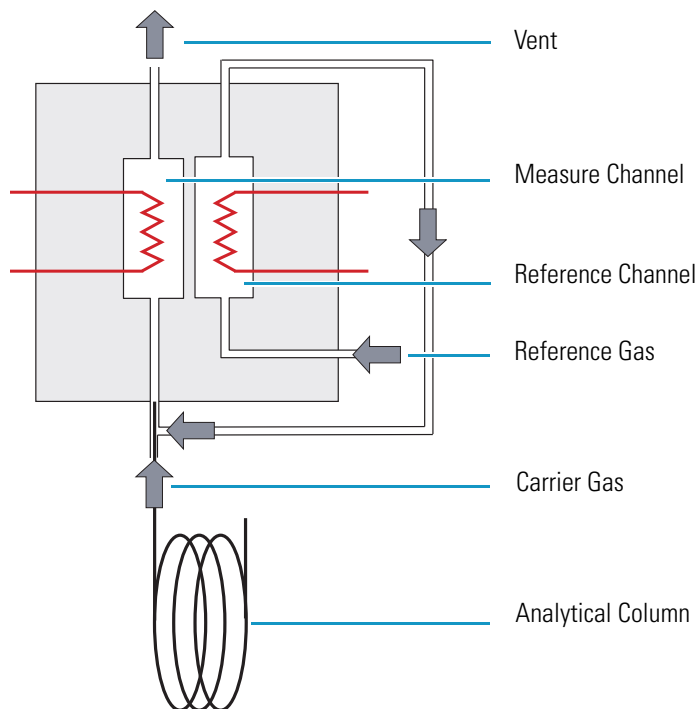 Vent
Measure Channel
Reference Channel
Reference Gas
Carrier Gas
Analytical Column